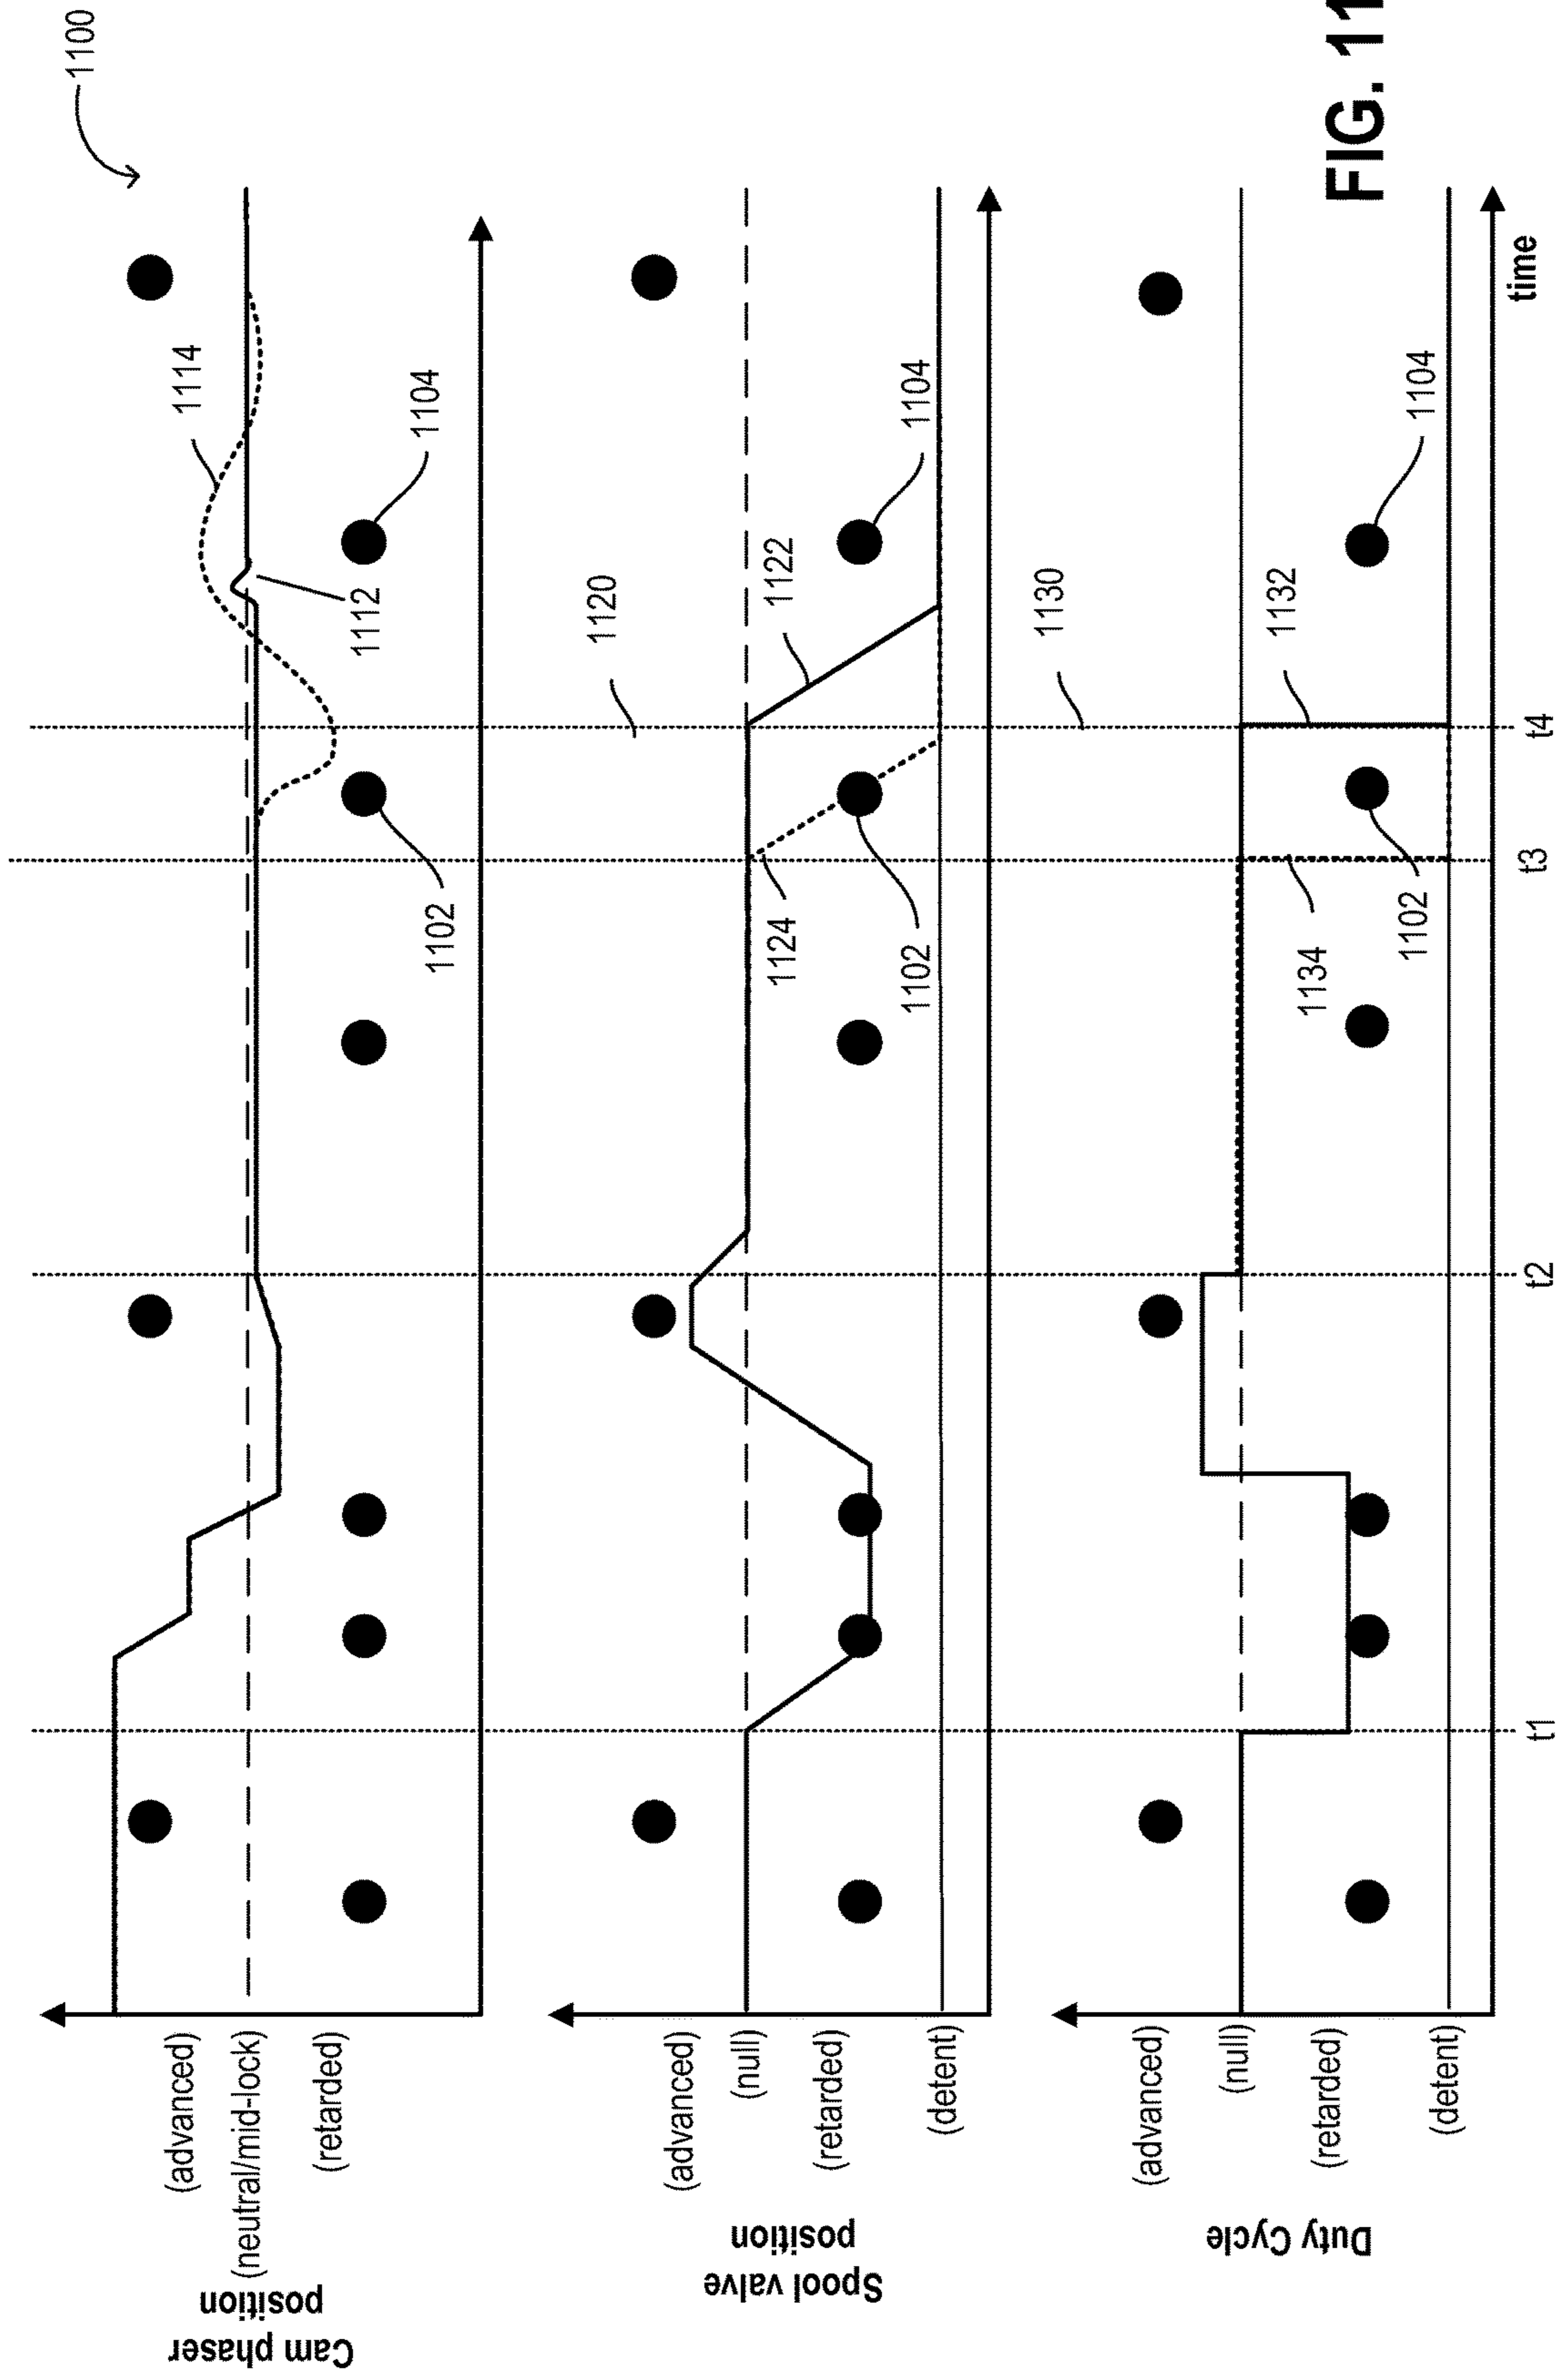 1100
Cam phaser
position
(advanced)
(neutral/mid-lock)
(retarded)
1102
1112
1104
1114
Spool valve
position
(advanced)
(null)
(retarded)
(detent)
1120
1124
1102
1122
1104
Duty Cycle
(advanced)
(null)
(retarded)
(detent)
1130
1134
1102
1132
1104
t1
t2
t3
t4
time
FIG. 11